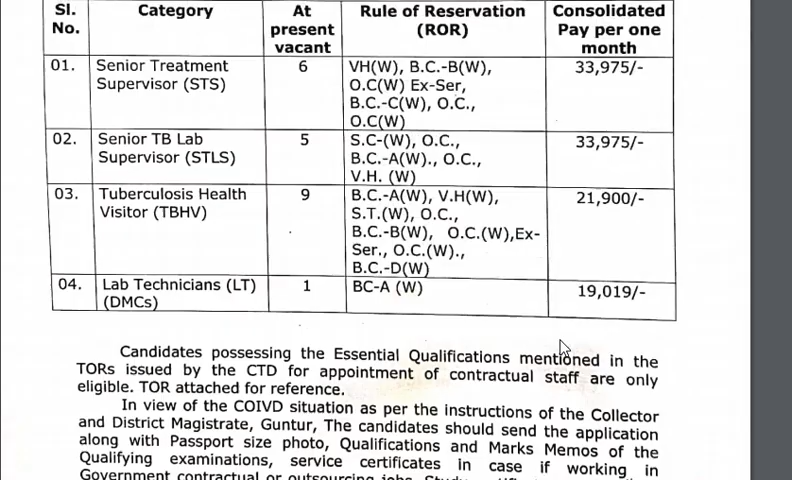 Sl. No.
Category
At present vacant
Rule of Reservation (ROR)
Consolidated Pay per one month
01.
Senior Treatment Supervisor (STS)
6
VH(W), B.C.-B(W),
O.C(W) Ex-Ser,
B.C.-C(W), O.C.,
O.C(W)
33,975/-
02.
Senior TB Lab
Supervisor (STLS)
5
S.C-(W), O.C.,
B.C.-A(W)., O.C.,
V.H. (W)
33,975/-
03.
Tuberculosis Health
Visitor (TBHV)
9
B.C.-A(W), V.H(W),
S.T.(W), O.C.,
B.C.-B(W), O.C.(W),Ex-
Ser., O.C.(W).,
B.C.-D(W)
21,900/-
04.
Lab Technicians (LT)
(DMCs)
1
BC-A (W)
19,019/-
Candidates possessing the Essential Qualifications mentioned in the
TORs issued by the CTD for appointment of contractual staff are only
eligible. TOR attached for reference.
In view of the COIVD situation as per the instructions of the Collector
and District Magistrate, Guntur, The candidates should send the application
along with Passport size photo, Qualifications and Marks Memos of the
Qualifying examinations, service certificates in case if working in
Government contractual or outsourcing jobs.